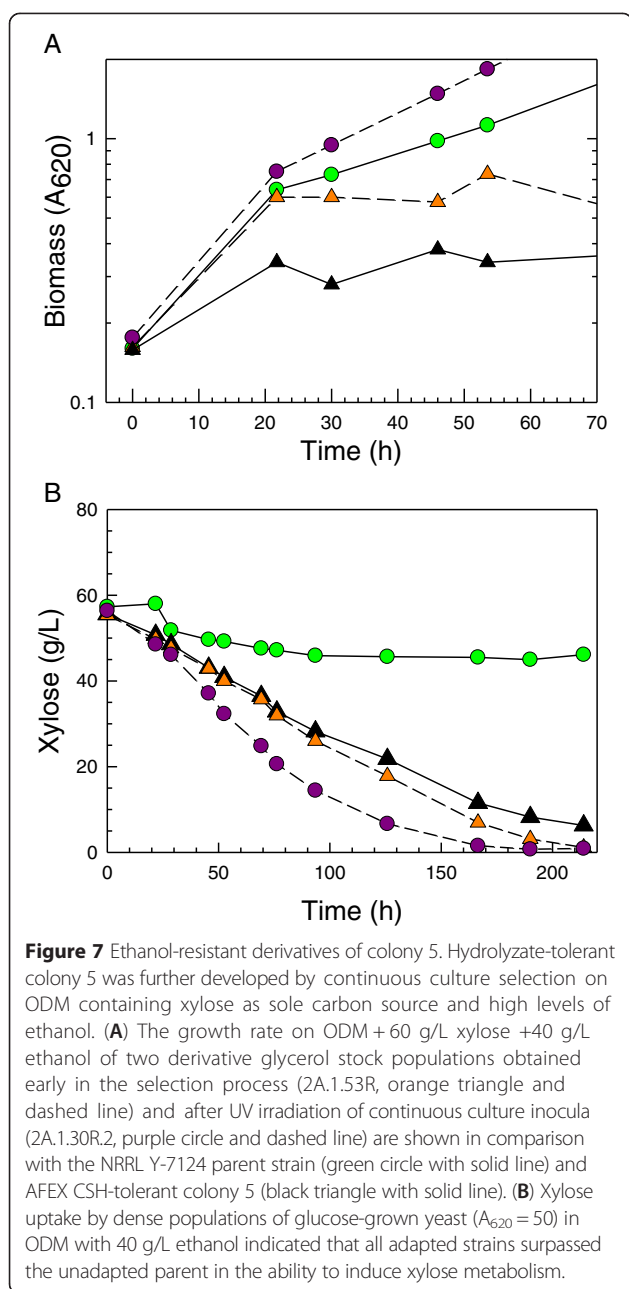 A
Biomass (A620)
1
0.1
0 10 20 30 40 50 60 70
Time (h)
B
Xylose (g/L)
80
60
40
20
0
0 50 100 150 200
Time (h)
Figure 7 Ethanol-resistant derivatives of colony 5. Hydrolyzate-tolerant
colony 5 was further developed by continuous culture selection on
ODM containing xylose as sole carbon source and high levels of
ethanol. (A) The growth rate on ODM + 60 g/L xylose +40 g/L
ethanol of two derivative glycerol stock populations obtained
early in the selection process (2A.1.53R, orange triangle and
dashed line) and after UV irradiation of continuous culture inocula
(2A.1.30R.2, purple circle and dashed line) are shown in comparison
with the NRRL Y-7124 parent strain (green circle with solid line) and
AFEX CSH-tolerant colony 5 (black triangle with solid line). (B) Xylose
uptake by dense populations of glucose-grown yeast (A620 = 50) in
ODM with 40 g/L ethanol indicated that all adapted strains surpassed
the unadapted parent in the ability to induce xylose metabolism.